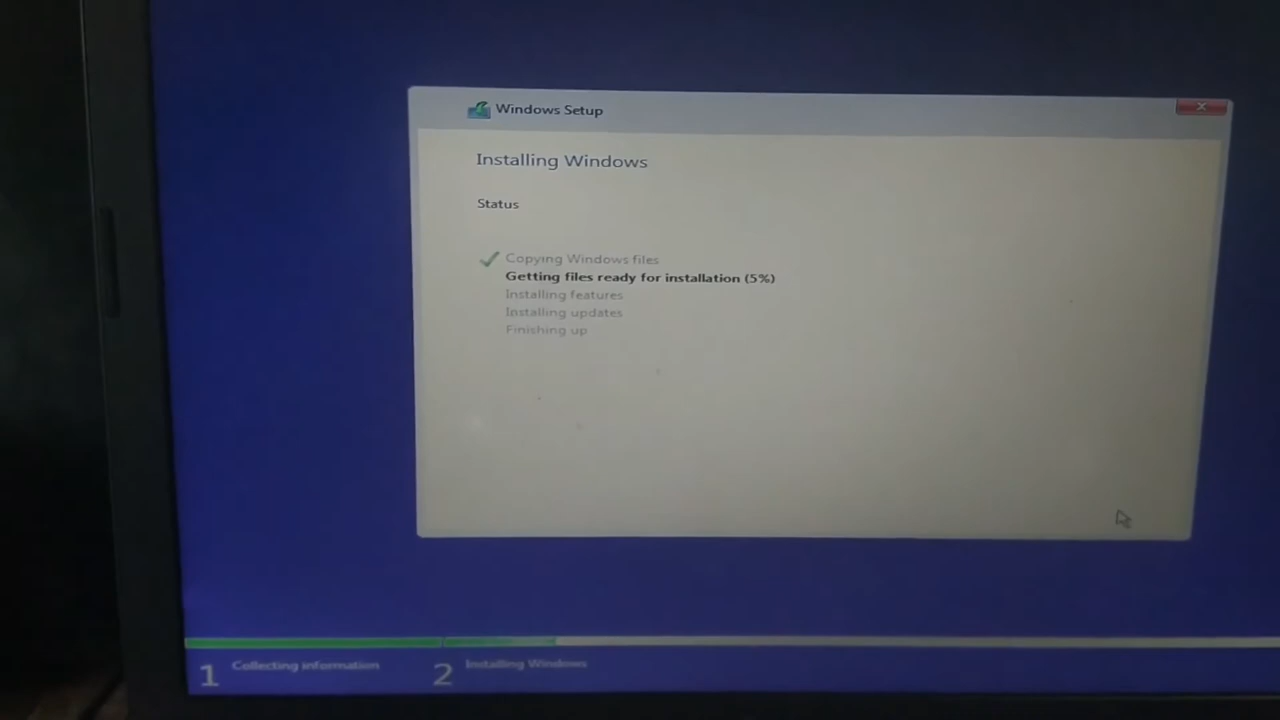 Windows Setup
Installing Windows
Status
Copying Windows files
Getting files ready for installation (5%)
Installing features
Installing updates
Finishing up
1 Collecting information
2 Installing Windows